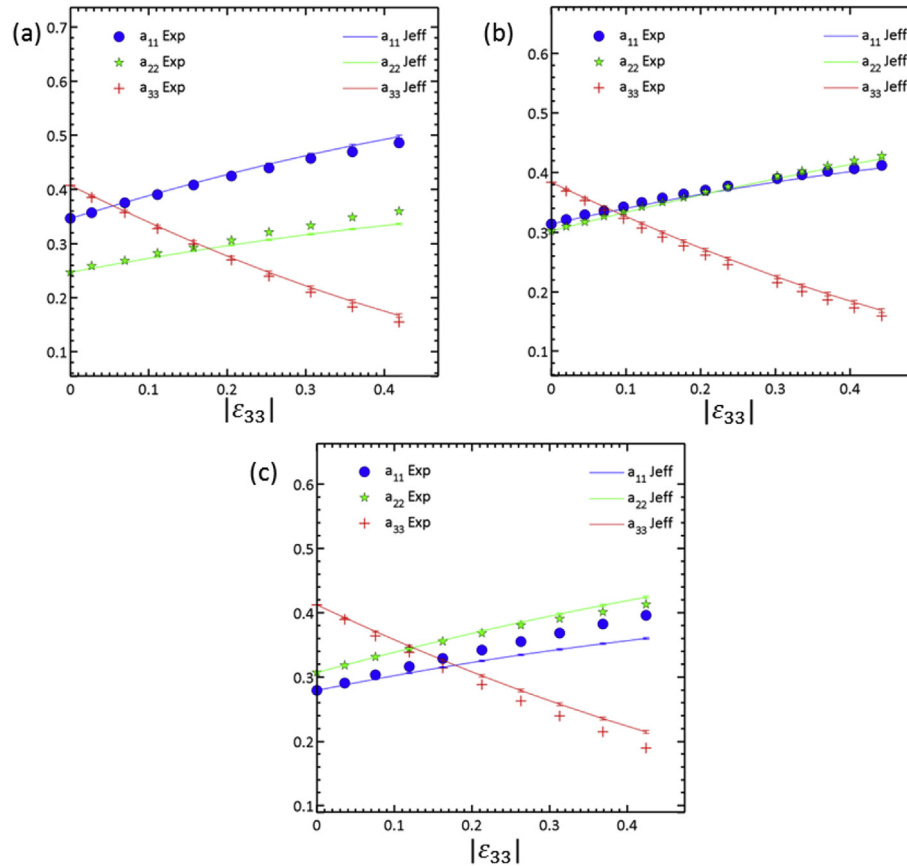 (a)
0.7
0.6
0.5
0.4
0.3
0.2
0.1
a11 Exp
a22 Exp
a33 Exp
a11 Jeff
a22 Jeff
a33 Jeff
0 0.1 0.2 0.3 0.4
|ε33|
(b)
0.6
0.5
0.4
0.3
0.2
0.1
a11 Exp
a22 Exp
a33 Exp
a11 Jeff
a22 Jeff
a33 Jeff
0 0.1 0.2 0.3 0.4
|ε33|
(c)
0.6
0.5
0.4
0.3
0.2
0.1
a11 Exp
a22 Exp
a33 Exp
a11 Jeff
a22 Jeff
a33 Jeff
0 0.1 0.2 0.3 0.4
|ε33|